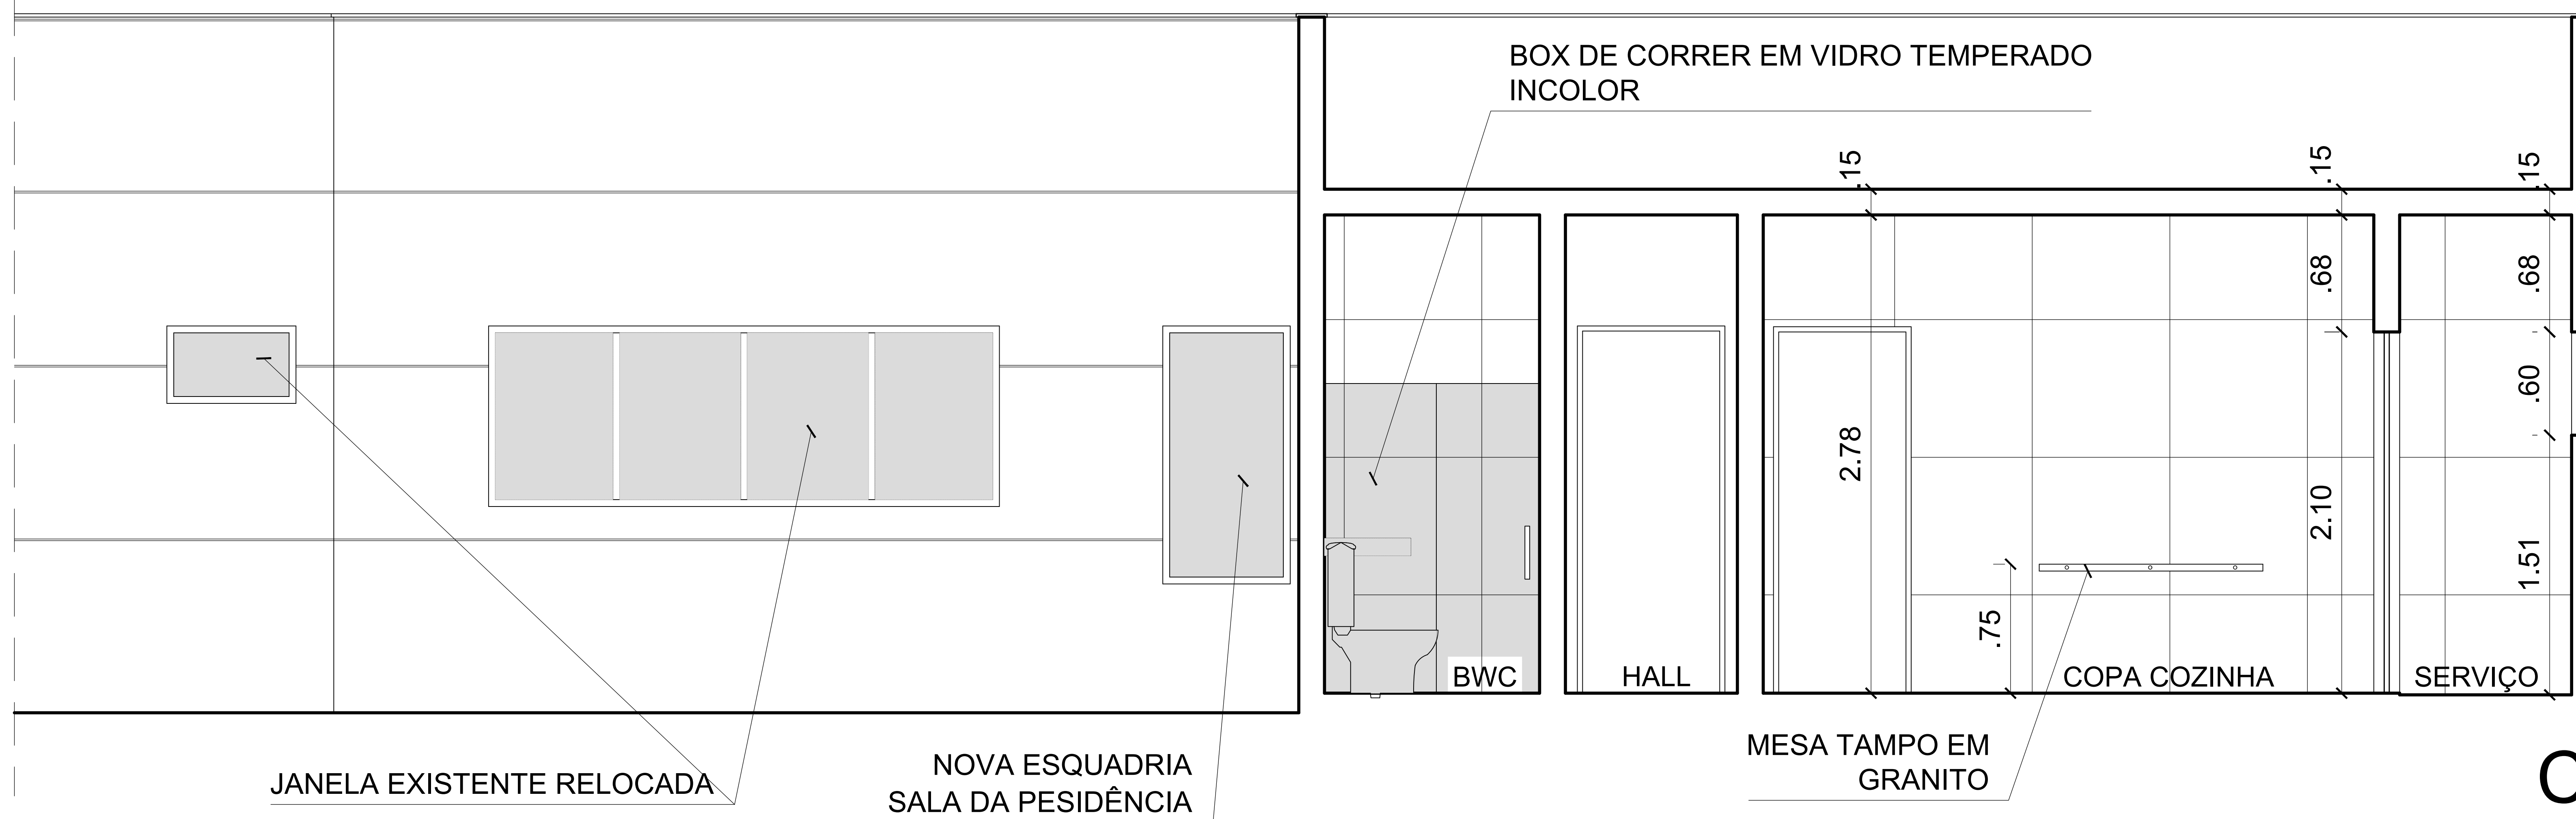 BOX DE CORRER EM VIDRO TEMPERADO
INCOLOR
.15
.15
.15
.68
.68
.60
2.78
2.10
1.51
.75
BWC
HALL
COPA COZINHA
SERVIÇO
JANELA EXISTENTE RELOCADA
NOVA ESQUADRIA
SALA DA PESIDÊNCIA
MESA TAMPO EM
GRANITO